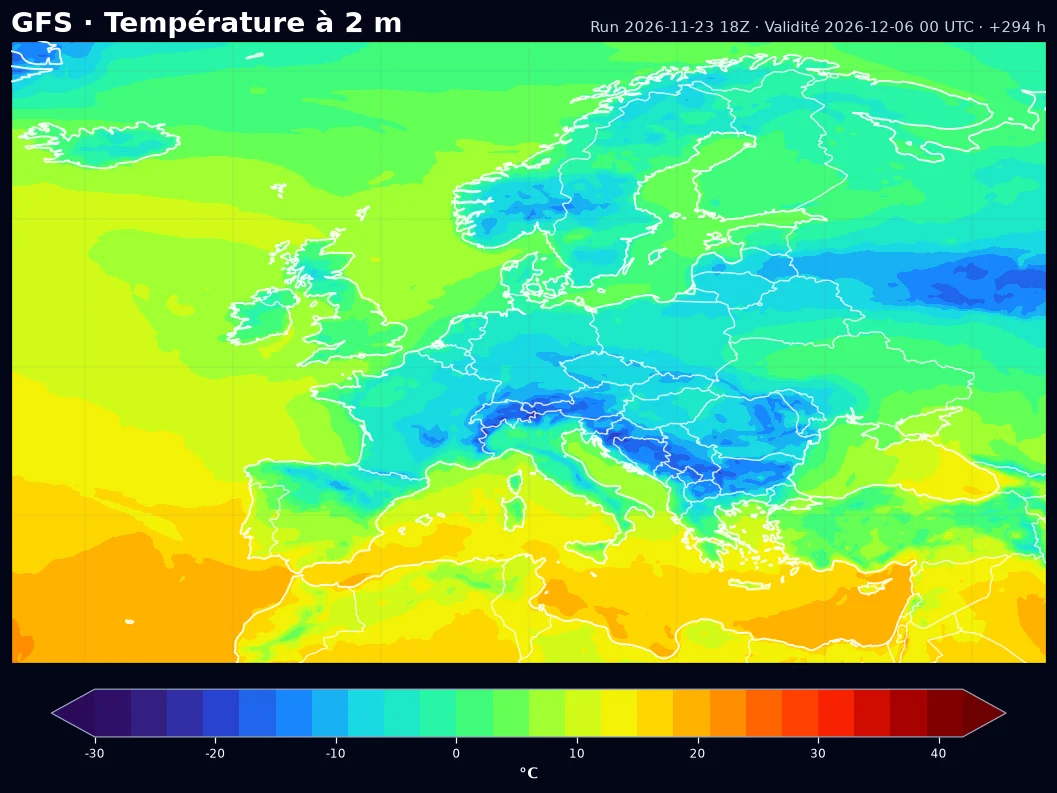 GFS · Température à 2 m
Run 2026-11-23 18Z · Validité 2026-12-06 00 UTC · +294 h
-30 -20 -10 0 10 20 30 40
°C